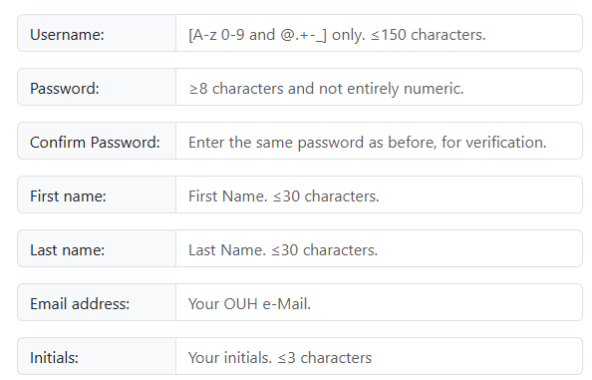 Username: [A-z 0-9 and @.+-_] only. ≤150 characters.
Password: ≥8 characters and not entirely numeric.
Confirm Password: Enter the same password as before, for verification.
First name: First Name. ≤30 characters.
Last name: Last Name. ≤30 characters.
Email address: Your OUH e-Mail.
Initials: Your initials. ≤3 characters